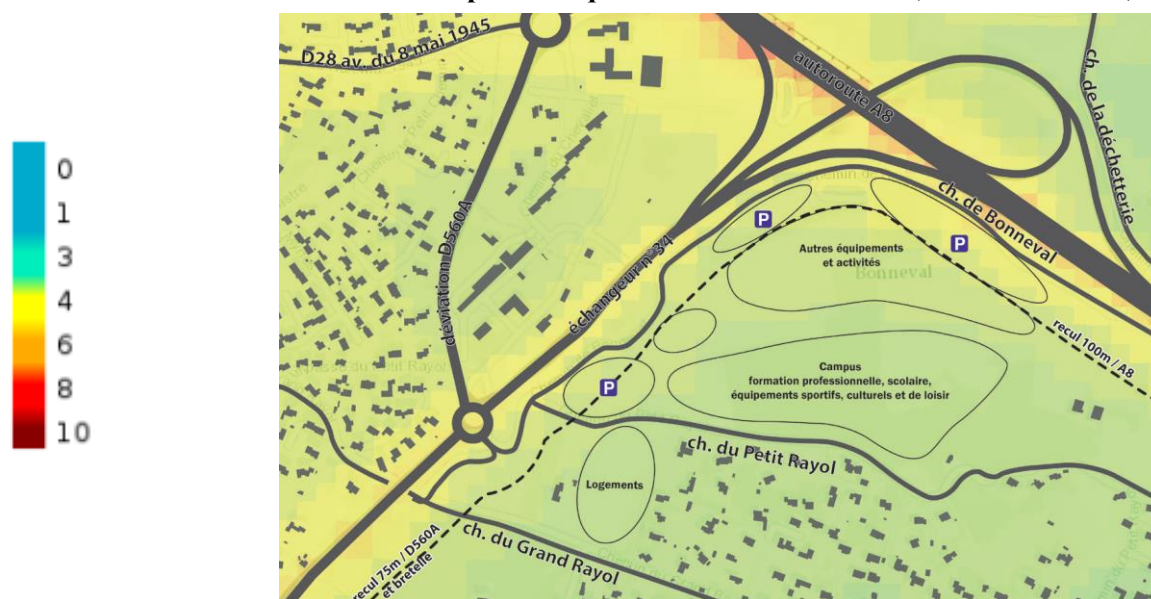 D28 av. du 8 mai 1945
autoroute A8
ch. de la déchetterie
0
1
3
4
6
8
10
déviation D560A
échangeur n°34
ch. de Bonneval
P
P
Autres équipements
et activités
Bonneval
recul 100m / A8
P
Campus
formation professionnelle, scolaire,
équipements sportifs, culturels et de loisir
ch. du Petit Rayol
Logements
recul 75m / D560A
et bretelle
ch. du Grand Rayol